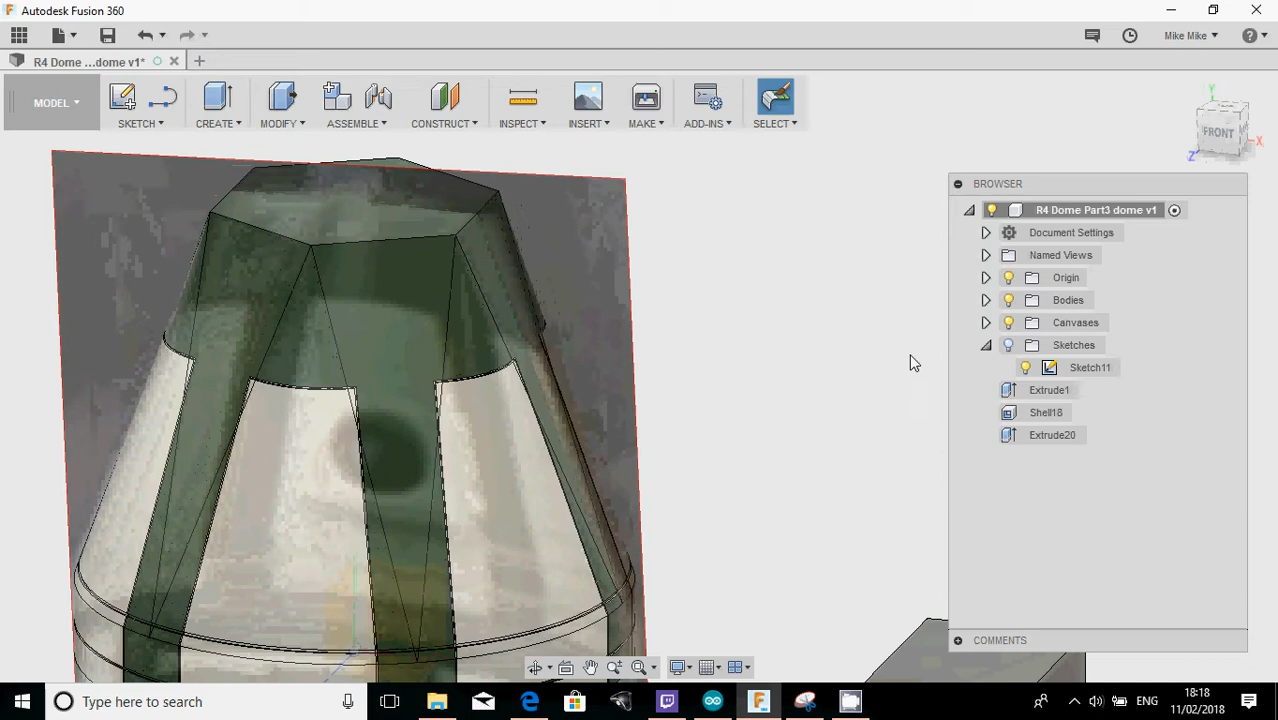 Autodesk Fusion 360
Mike Mike
R4 Dome ...dome v1*
MODEL
SKETCH
CREATE
MODIFY
ASSEMBLE
CONSTRUCT
INSPECT
INSERT
MAKE
ADD-INS
SELECT
Y
FRONT
X
Z
BROWSER
R4 Dome Part3 dome v1
Document Settings
Named Views
Origin
Bodies
Canvases
Sketches
Sketch11
Extrude1
Shell18
Extrude20
COMMENTS
Type here to search
ENG
18:18
11/02/2018